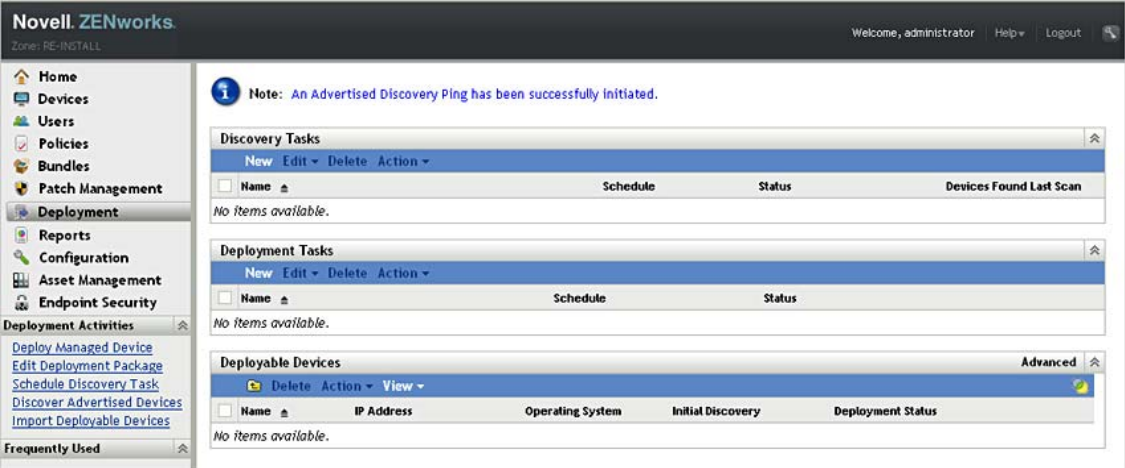 Novell. ZENworks.
Zone: RE-INSTALL
Welcome, administrator Help Logout
Home
Devices
Users
Policies
Bundles
Patch Management
Deployment
Reports
Configuration
Asset Management
Endpoint Security
Deployment Activities
Deploy Managed Device
Edit Deployment Package
Schedule Discovery Task
Discover Advertised Devices
Import Deployable Devices
Frequently Used
Note: An Advertised Discovery Ping has been successfully initiated.
Discovery Tasks
New Edit Delete Action
Name Schedule Status Devices Found Last Scan
No items available.
Deployment Tasks
New Edit Delete Action
Name Schedule Status
No items available.
Deployable Devices Advanced
Delete Action View
Name IP Address Operating System Initial Discovery Deployment Status
No items available.